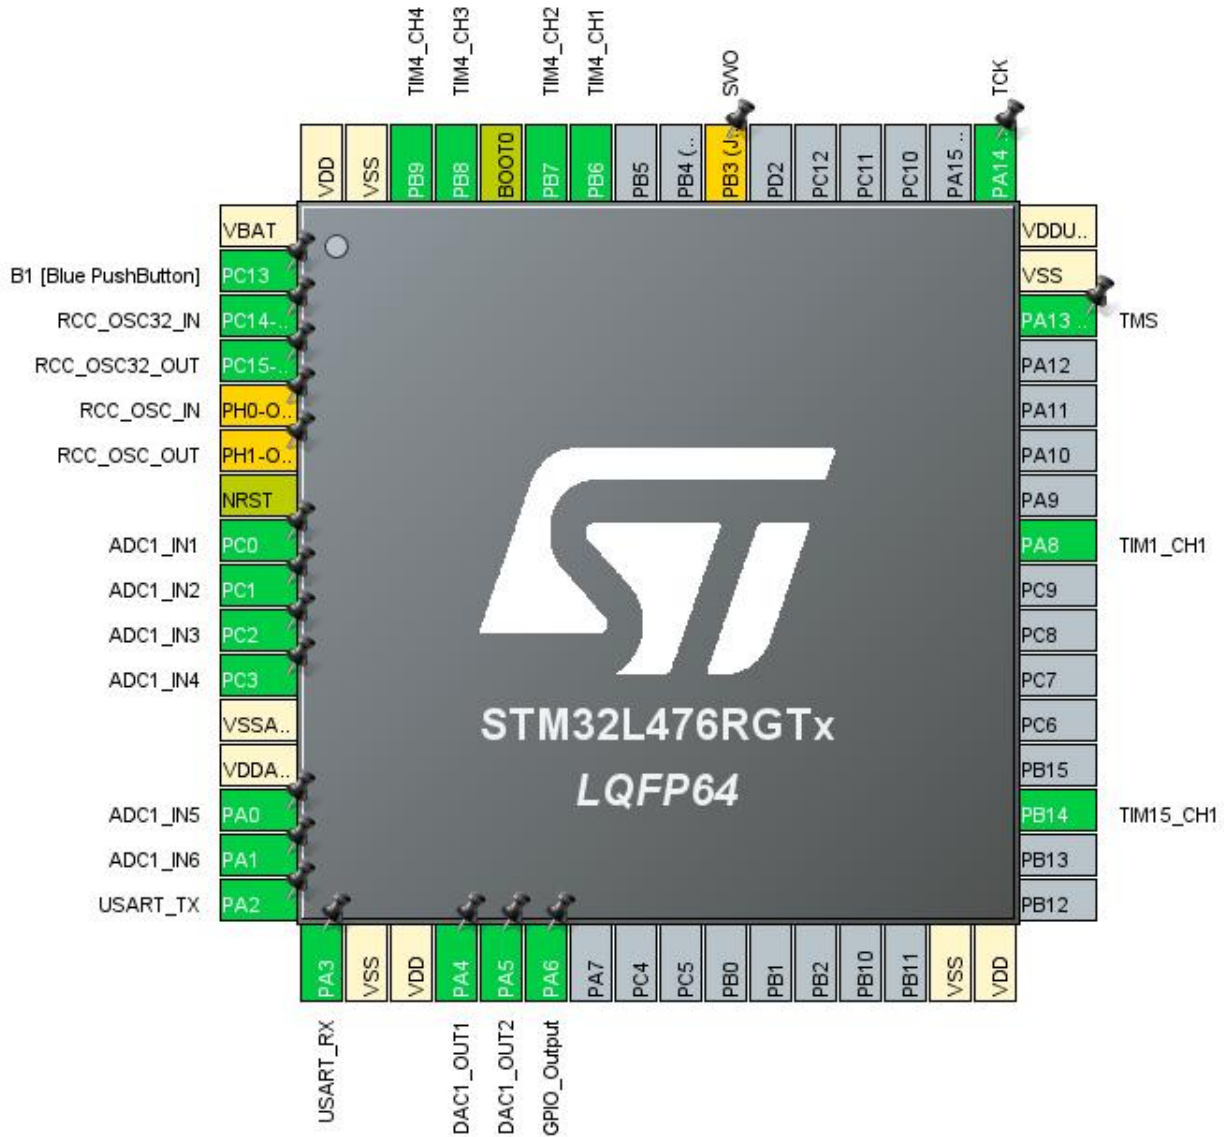 TIM4_CH4
TIM4_CH3
TIM4_CH2
TIM4_CH1
SWO
TCK
VDD
VSS
PB9
PB8
BOOT0
PB7
PB6
PB5
PB4 (..
PB3 (J..
PD2
PC12
PC11
PC10
PA15 ..
PA14 ..
VBAT
B1 [Blue PushButton] PC13
RCC_OSC32_IN PC14-..
RCC_OSC32_OUT PC15-..
RCC_OSC_IN PH0-O..
RCC_OSC_OUT PH1-O..
NRST
ADC1_IN1 PC0
ADC1_IN2 PC1
ADC1_IN3 PC2
ADC1_IN4 PC3
VSSA..
VDDA..
ADC1_IN5 PA0
ADC1_IN6 PA1
USART_TX PA2
ST
STM32L476RGTx
LQFP64
VDDU..
VSS
PA13 .. TMS
PA12
PA11
PA10
PA9
PA8 TIM1_CH1
PC9
PC8
PC7
PC6
PB15
PB14 TIM15_CH1
PB13
PB12
PA3
VSS
VDD
PA4
PA5
PA6
PA7
PC4
PC5
PB0
PB1
PB2
PB10
PB11
VSS
VDD
USART_RX
DAC1_OUT1
DAC1_OUT2
GPIO_Output